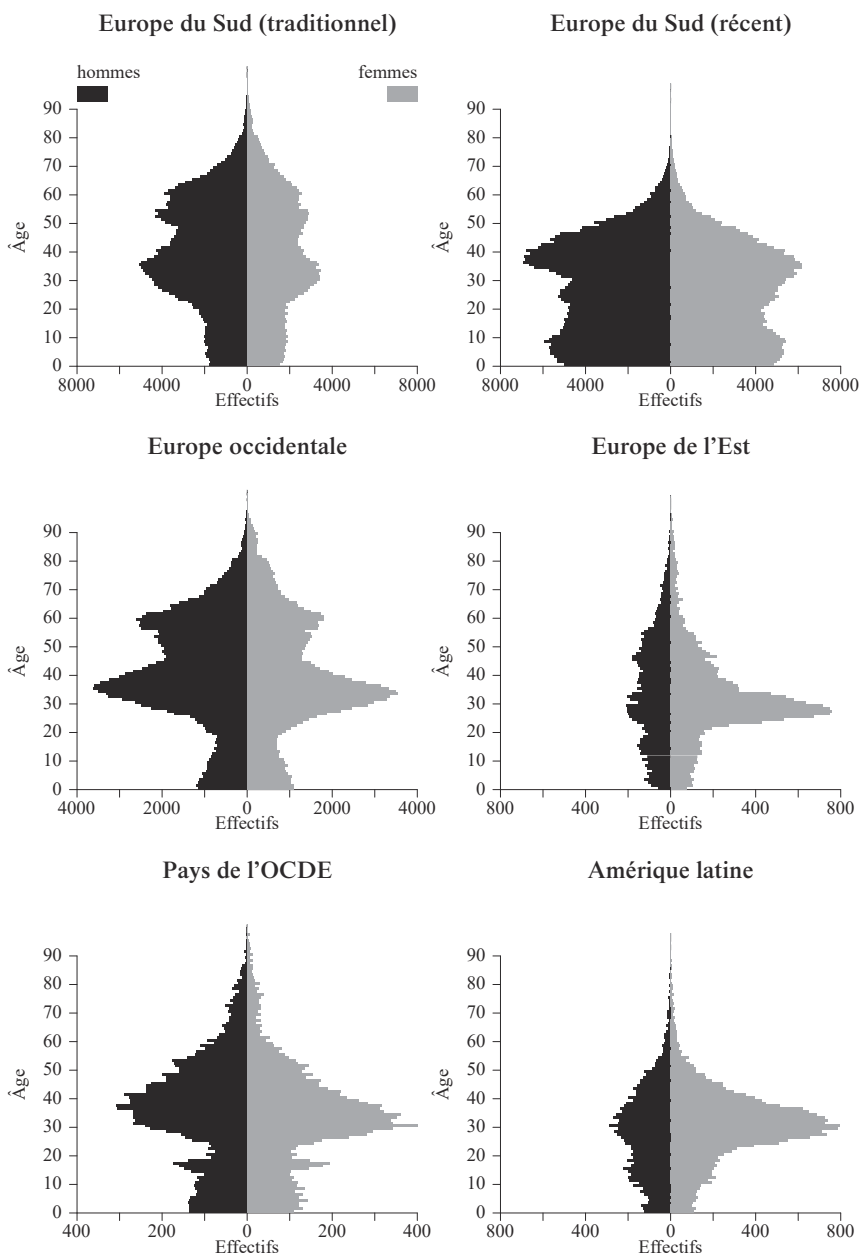 Europe du Sud (traditionnel)
hommes
femmes
90
80
70
60
50
40
30
20
10
0
Âge
8000 4000 0 4000 8000
Effectifs
Europe du Sud (récent)
90
80
70
60
50
40
30
20
10
0
Âge
8000 4000 0 4000 8000
Effectifs
Europe occidentale
90
80
70
60
50
40
30
20
10
0
Âge
4000 2000 0 2000 4000
Effectifs
Europe de l’Est
90
80
70
60
50
40
30
20
10
0
Âge
800 400 0 400 800
Effectifs
Pays de l’OCDE
90
80
70
60
50
40
30
20
10
0
Âge
400 200 0 200 400
Effectifs
Amérique latine
90
80
70
60
50
40
30
20
10
0
Âge
800 400 0 400 800
Effectifs